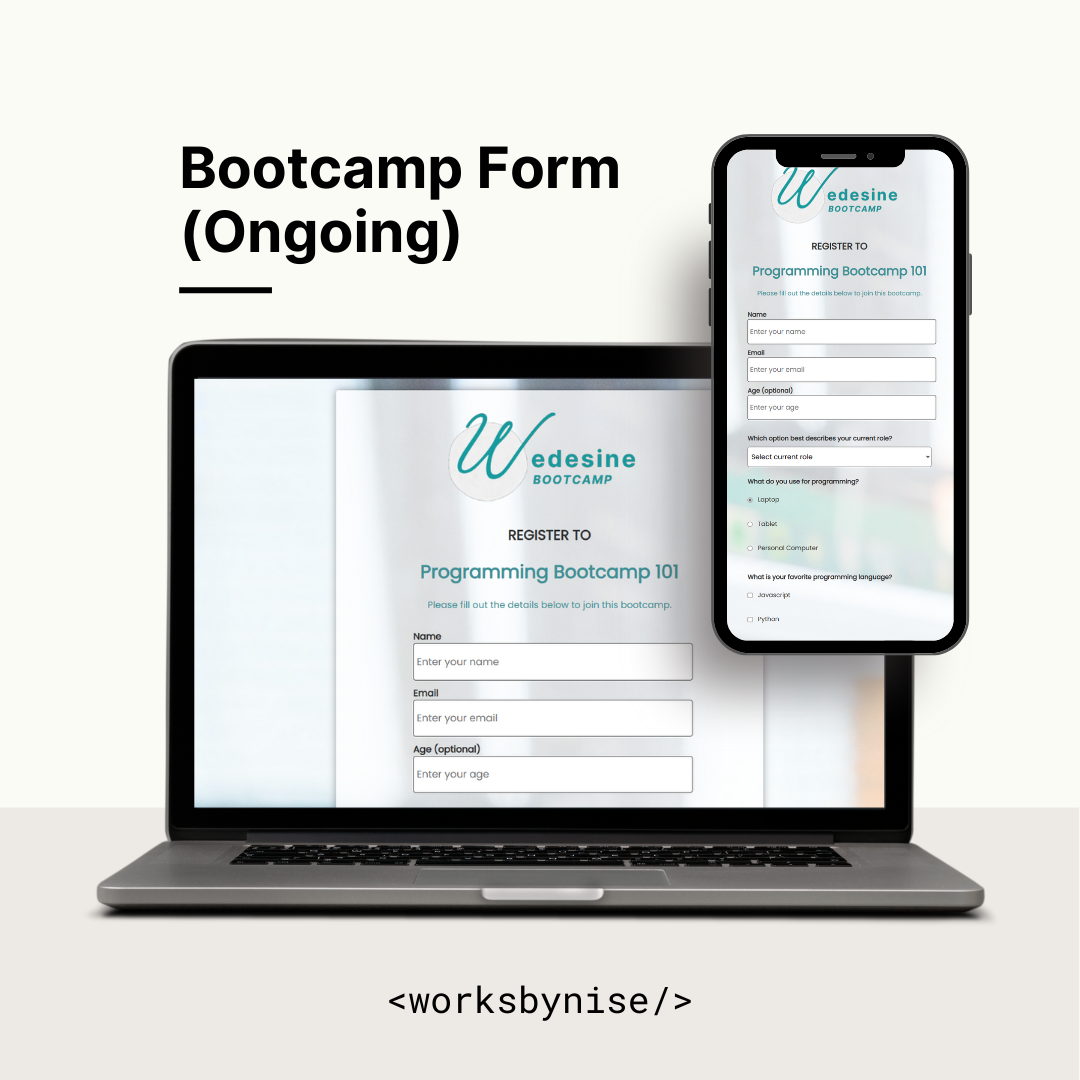 Bootcamp Form
(Ongoing)
Wedesine
BOOTCAMP
REGISTER TO
Programming Bootcamp 101
Please fill out the details below to join this bootcamp.
Name
Enter your name
Email
Enter your email
Age (optional)
Enter your age
Wedesine
BOOTCAMP
REGISTER TO
Programming Bootcamp 101
Please fill out the details below to join this bootcamp.
Name
Enter your name
Email
Enter your email
Age (optional)
Enter your age
Which option best describes your current role?
Select current role
What do you use for programming?
Laptop
Tablet
Personal Computer
What is your favorite programming language?
Javascript
Python
<worksbynise/>